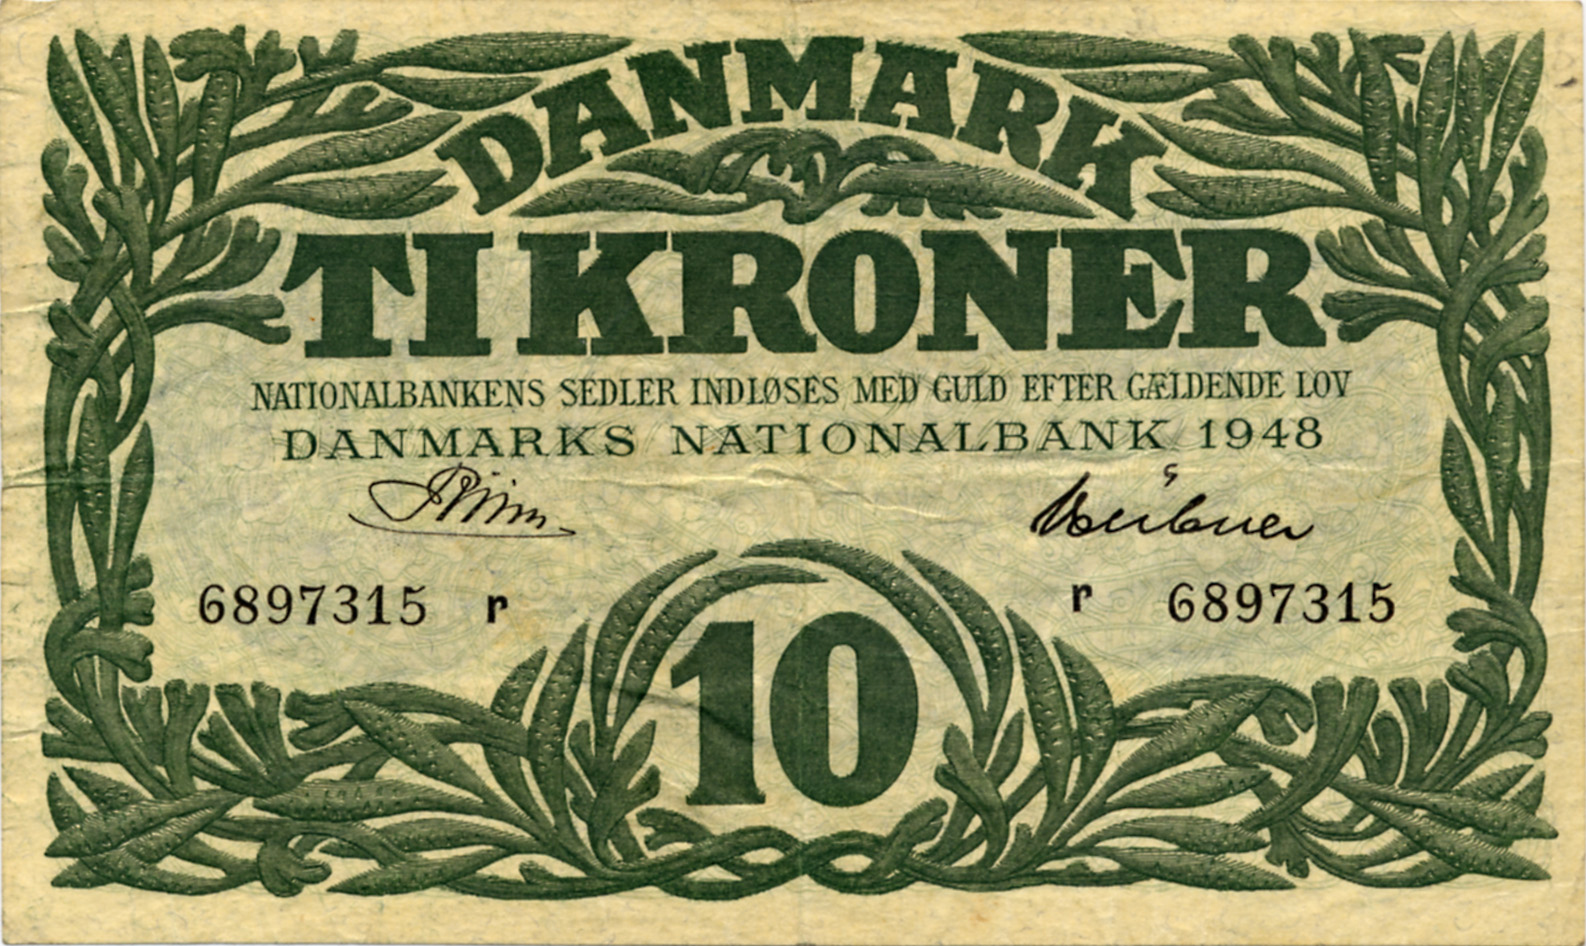 DANMARK
TI KRONER
NATIONALBANKENS SEDLER INDLØSES MED GULD EFTER GÆLDENDE LOV
DANMARKS NATIONALBANK 1948
6897315 r r 6897315
10